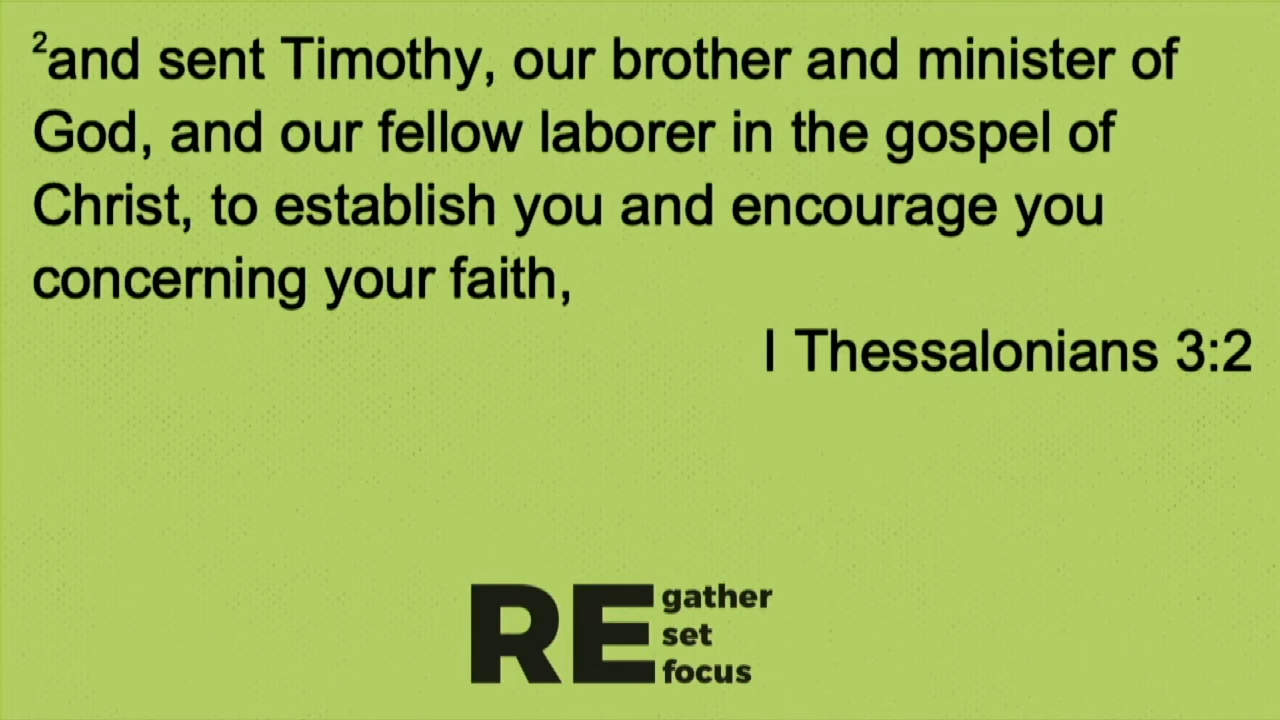 ²and sent Timothy, our brother and minister of
God, and our fellow laborer in the gospel of
Christ, to establish you and encourage you
concerning your faith,
I Thessalonians 3:2
RE gather
set
focus